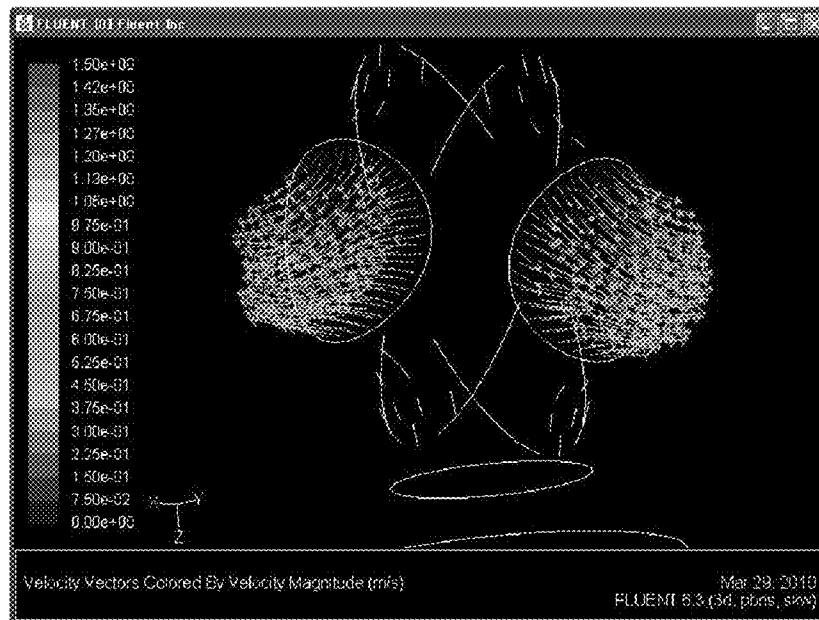 FLUENT [0] Fluent Inc
1.50e+00
1.42e+00
1.35e+00
1.27e+00
1.20e+00
1.13e+00
1.05e+00
9.75e-01
9.00e-01
8.25e-01
7.50e-01
6.75e-01
6.00e-01
5.25e-01
4.50e-01
3.75e-01
3.00e-01
2.25e-01
1.50e-01
7.50e-02
0.00e+00
X Y
Z
Velocity Vectors Colored By Velocity Magnitude (m/s)
Mar 29, 2010
FLUENT 6.3 (3d, pbns, skw)